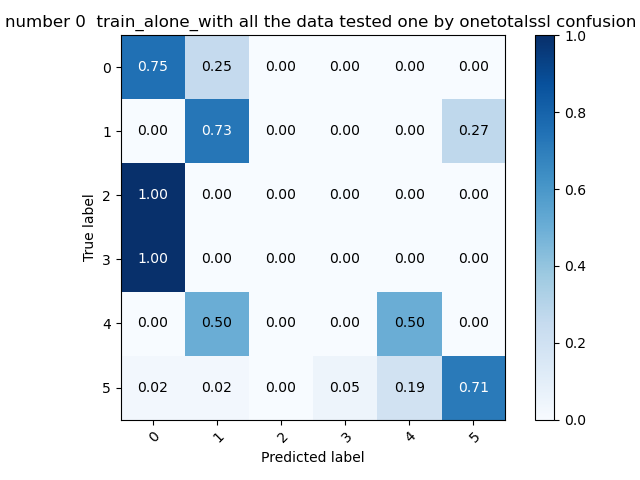 number 0  train_alone_with all the data tested one by onetotalssl confusion
True label
0 0.75 0.25 0.00 0.00 0.00 0.00
1 0.00 0.73 0.00 0.00 0.00 0.27
2 1.00 0.00 0.00 0.00 0.00 0.00
3 1.00 0.00 0.00 0.00 0.00 0.00
4 0.00 0.50 0.00 0.00 0.50 0.00
5 0.02 0.02 0.00 0.05 0.19 0.71
0 1 2 3 4 5
Predicted label
1.0
0.8
0.6
0.4
0.2
0.0